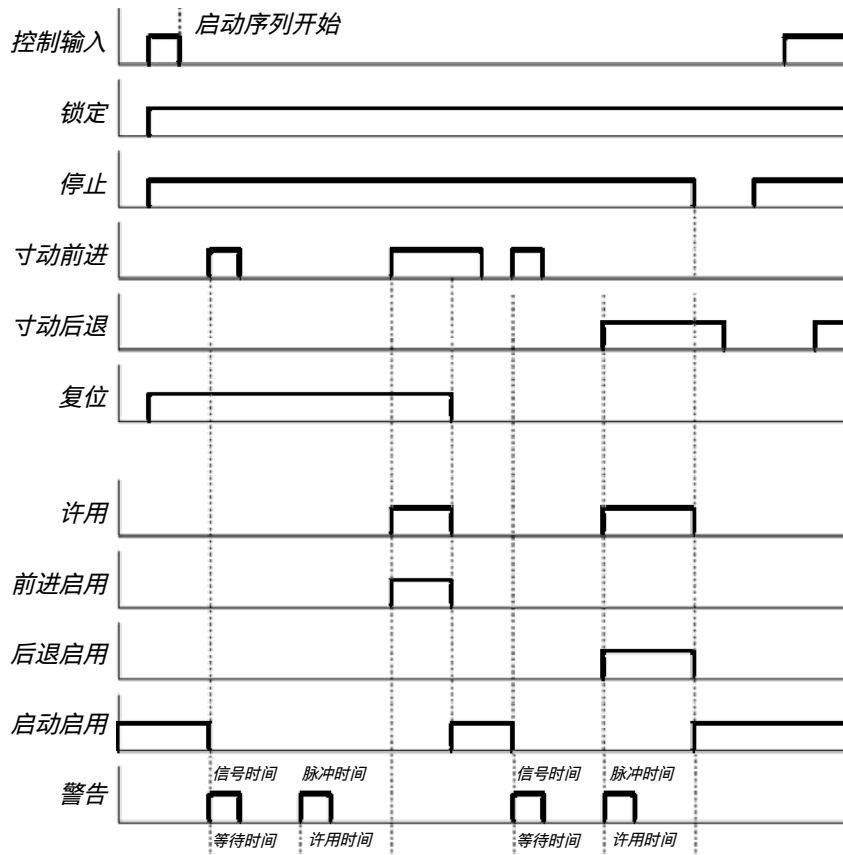 启动序列开始
控制输入
锁定
停止
寸动前进
寸动后退
复位
许用
前进启用
后退启用
启动启用
信号时间 脉冲时间 信号时间 脉冲时间
警告
等待时间 许用时间 等待时间 许用时间